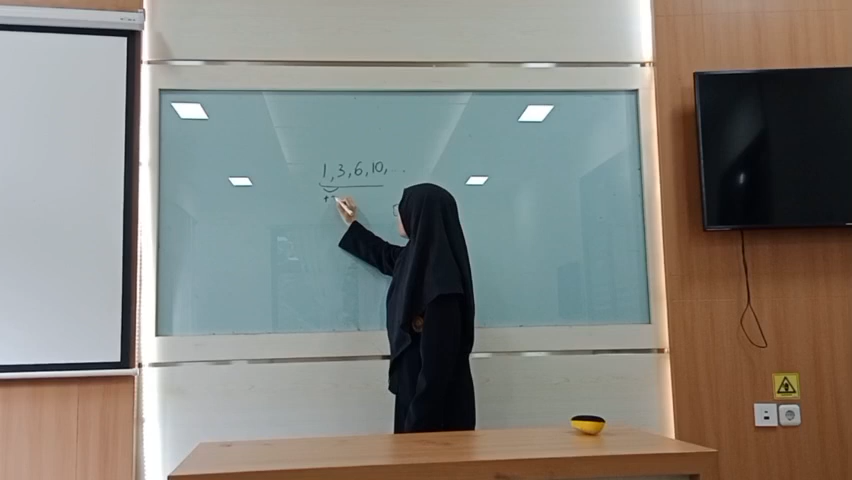 1, 3, 6, 10, ...
+